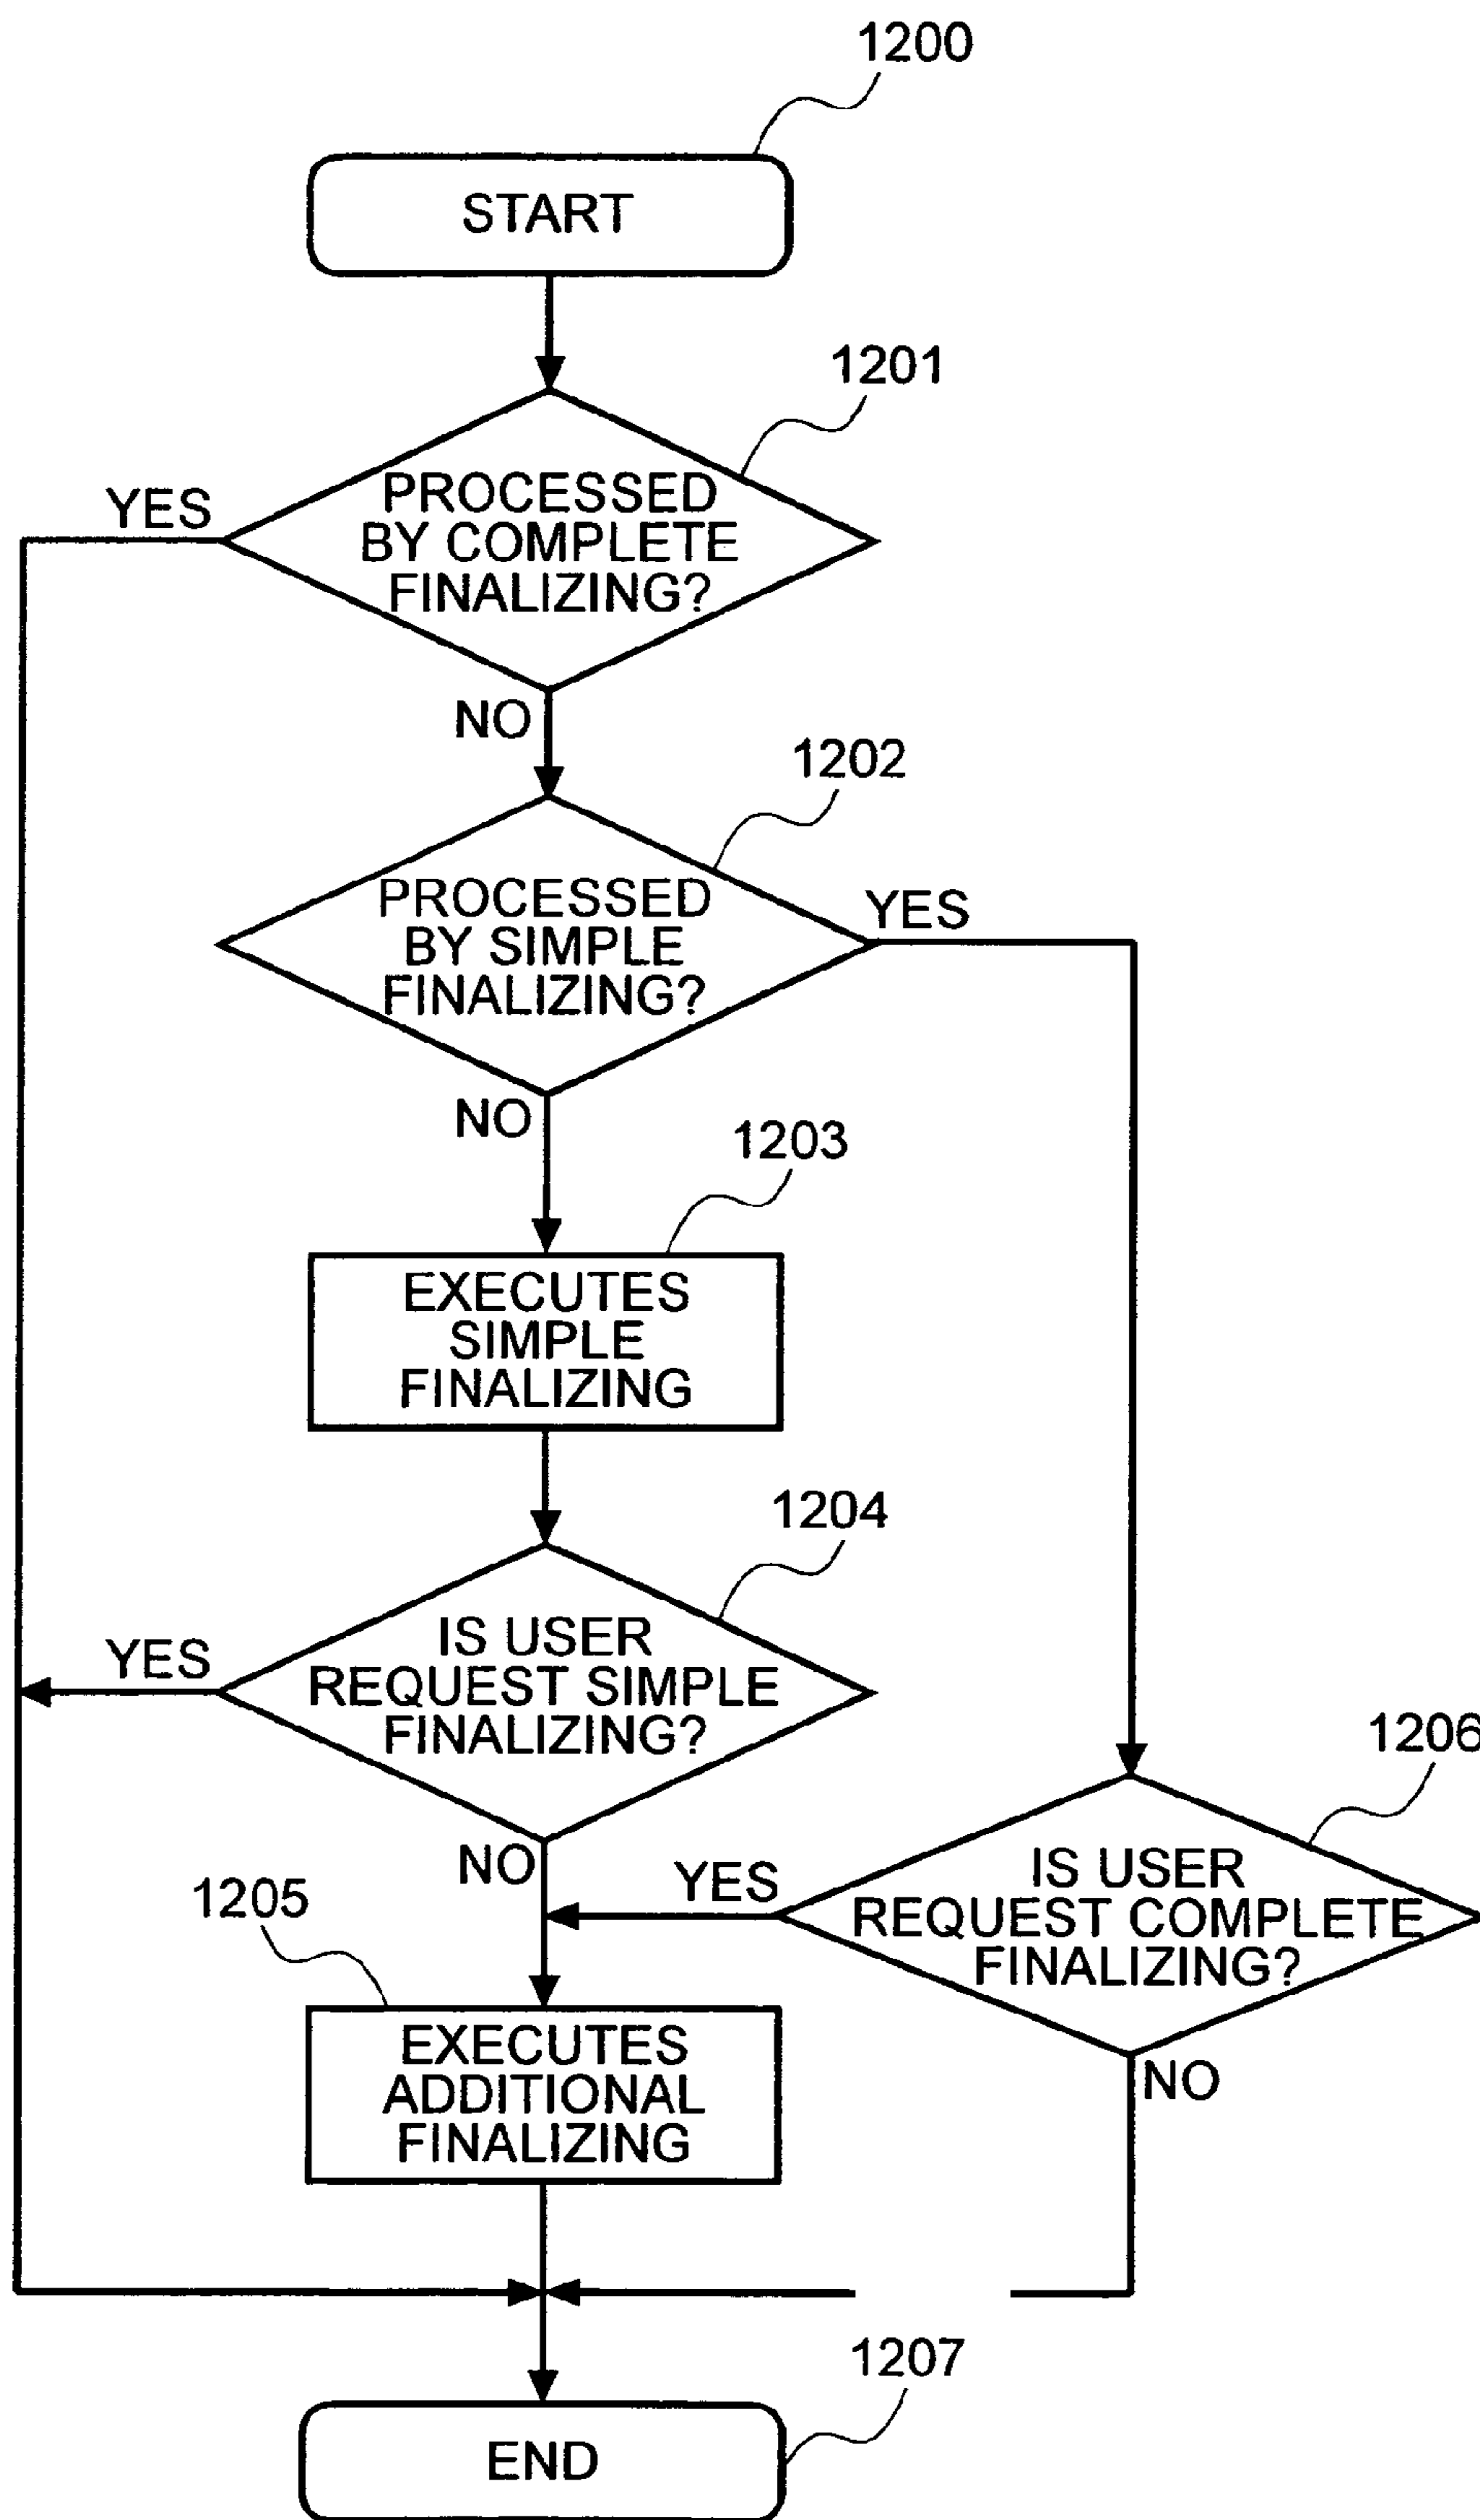 1200
START
1201
YES
PROCESSED
BY COMPLETE
FINALIZING?
NO
1202
PROCESSED
BY SIMPLE
FINALIZING?
YES
NO
1203
EXECUTES
SIMPLE
FINALIZING
1204
YES
IS USER
REQUEST SIMPLE
FINALIZING?
1206
NO
YES
IS USER
REQUEST COMPLETE
FINALIZING?
1205
EXECUTES
ADDITIONAL
FINALIZING
NO
1207
END